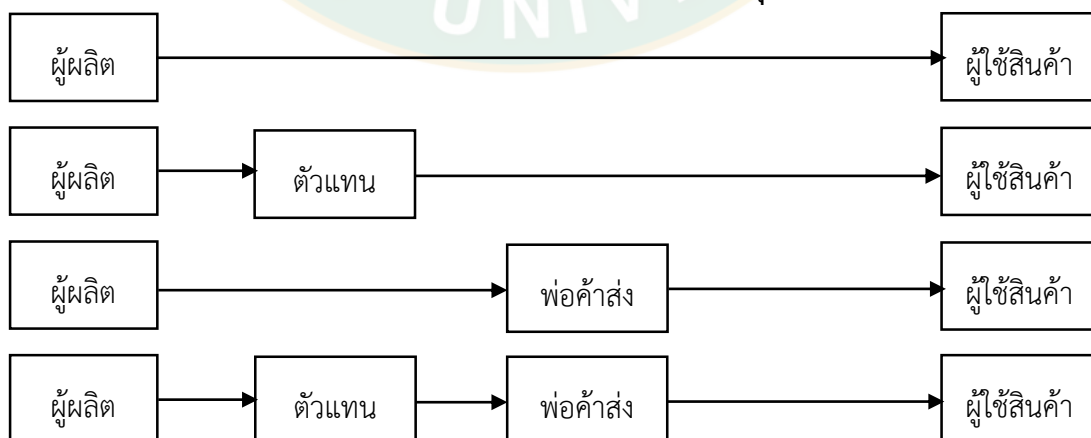 ผู้ผลิต ผู้ใช้สินค้า
ผู้ผลิต ตัวแทน ผู้ใช้สินค้า
ผู้ผลิต พ่อค้าส่ง ผู้ใช้สินค้า
ผู้ผลิต ตัวแทน พ่อค้าส่ง ผู้ใช้สินค้า